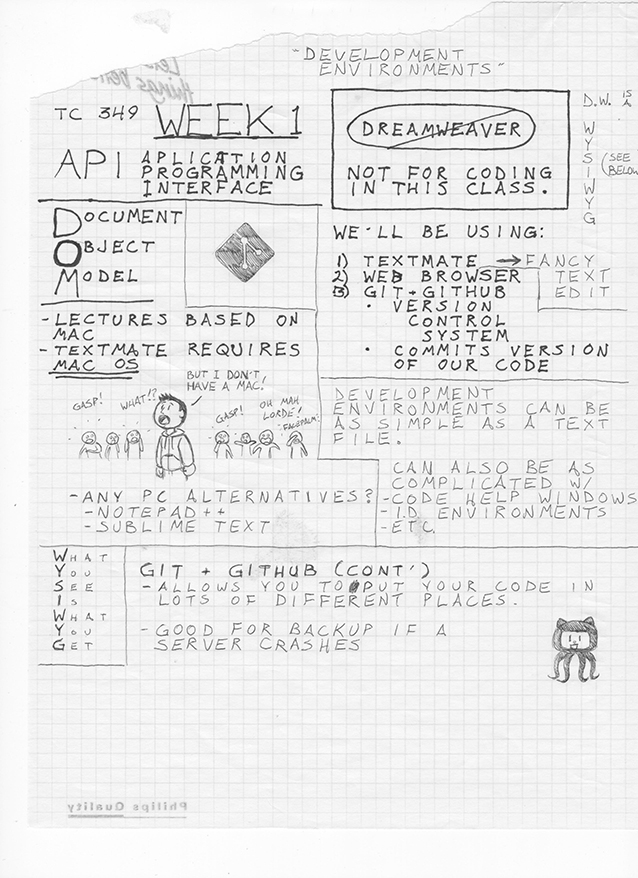 "DEVELOPMENT
ENVIRONMENTS"
TC 349 WEEK 1
API APLICATION
PROGRAMMING
INTERFACE
DREAMWEAVER
NOT FOR CODING
IN THIS CLASS.
D.W. IS
A
WYSIWYG
(SEE
BELOW
DOCUMENT
OBJECT
MODEL
WE'LL BE USING:
1) TEXTMATE → FANCY
TEXT
EDIT
2) WEB BROWSER
3) GIT + GITHUB
• VERSION
CONTROL
SYSTEM
• COMMITS VERSION
OF OUR CODE
- LECTURES BASED ON
MAC
- TEXTMATE REQUIRES
MAC OS
BUT I DON'T
HAVE A MAC!
GASP!
WHAT!?
GASP!
OH MAH
LORDE!
*FACEPALM*
- ANY PC ALTERNATIVES?
- NOTEPAD ++
- SUBLIME TEXT
DEVELOPMENT
ENVIRONMENTS CAN BE
AS SIMPLE AS A TEXT
FILE.
CAN ALSO BE AS
COMPLICATED W/
- CODE HELP WINDOWS
- I.D. ENVIRONMENTS
- ETC.
WHAT
YOU
SEE
IS
WHAT
YOU
GET
GIT + GITHUB (CONT')
- ALLOWS YOU TO PUT YOUR CODE IN
LOTS OF DIFFERENT PLACES.
- GOOD FOR BACKUP IF A
SERVER CRASHES
Philips Quality